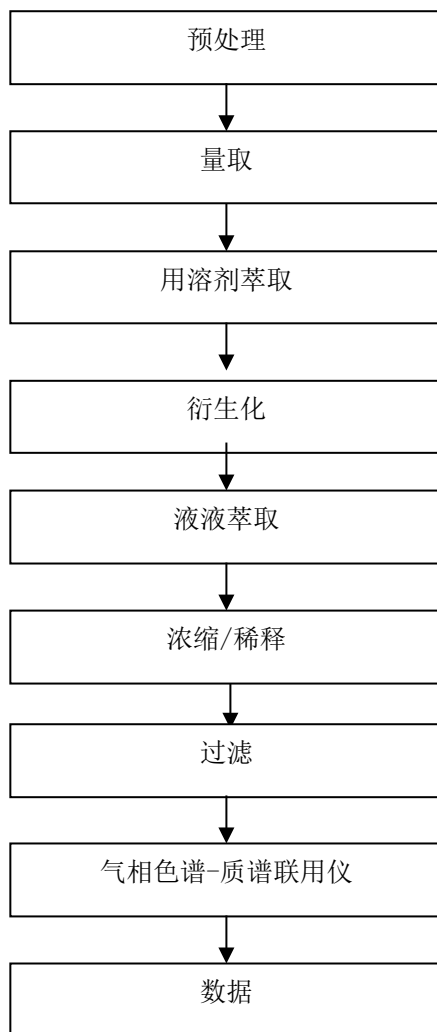 预处理
量取
用溶剂萃取
衍生化
液液萃取
浓缩/稀释
过滤
气相色谱-质谱联用仪
数据